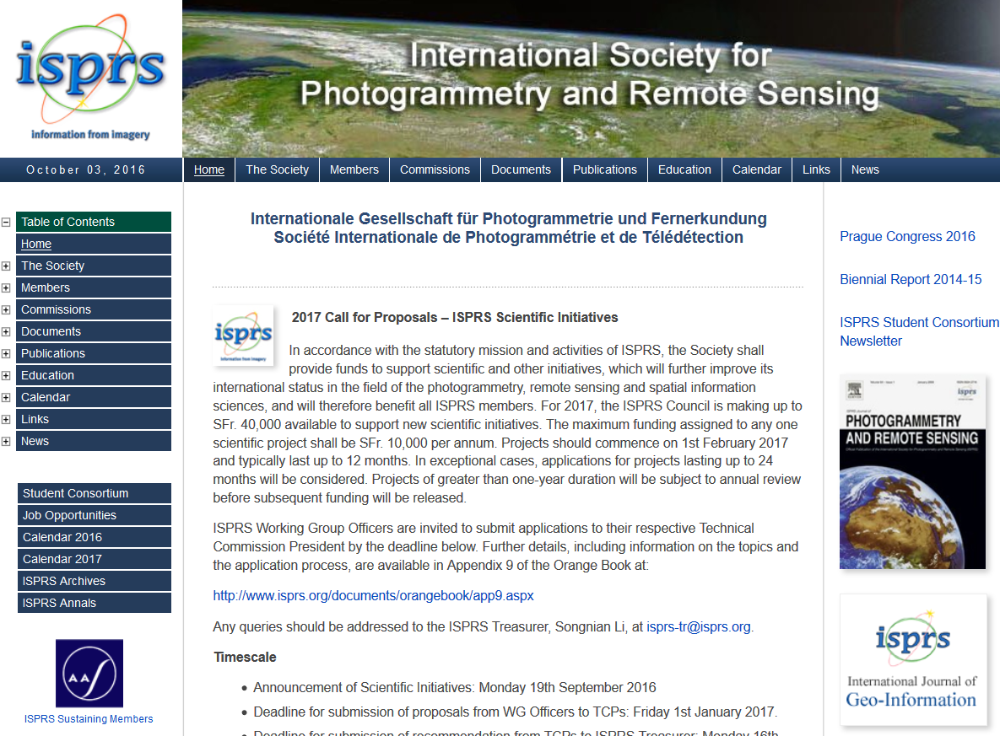 isprs
information from imagery
International Society for
Photogrammetry and Remote Sensing
October 03, 2016
Home
The Society
Members
Commissions
Documents
Publications
Education
Calendar
Links
News
Table of Contents
Home
The Society
Members
Commissions
Documents
Publications
Education
Calendar
Links
News
Student Consortium
Job Opportunities
Calendar 2016
Calendar 2017
ISPRS Archives
ISPRS Annals
AAS
ISPRS Sustaining Members
Internationale Gesellschaft für Photogrammetrie und Fernerkundung
Société Internationale de Photogrammétrie et de Télédétection
isprs
information from imagery
2017 Call for Proposals – ISPRS Scientific Initiatives
In accordance with the statutory mission and activities of ISPRS, the Society shall
provide funds to support scientific and other initiatives, which will further improve its
international satus in the field of the photogrammetry, remote sensing and spatial information
sciences, and will therefore benefit all ISPRS members. For 2017, the ISPRS Council is making up to
SFr. 40,000 available to support new scientific initiatives. The maximum funding assigned to any one
scientific project shall be SFr. 10,000 per annum. Projects should commence on 1st February 2017
and typically last up to 12 months. In exceptional cases, applications for projects lasting up to 24
months will be considered. Projects of greater than one-year duration will be subject to annual review
before subsequent funding will be released.
ISPRS Working Group Officers are invited to submit applications to their respective Technical
Commission President by the deadline below. Further details, including information on the topics and
the application process, are available in Appendix 9 of the Orange Book at:
http://www.isprs.org/documents/orangebook/app9.aspx
Any queries should be addressed to the ISPRS Treasurer, Songnian Li, at isprs-tr@isprs.org.
Timescale
• Announcement of Scientific Initiatives: Monday 19th September 2016
• Deadline for submission of proposals from WG Officers to TCPs: Friday 1st January 2017.
• Deadline for submission of recommendation from TCPs to ISPRS Treasurer: Monday 16th
Prague Congress 2016
Biennial Report 2014-15
ISPRS Student Consortium
Newsletter
isprs
PHOTOGRAMMETRY
AND REMOTE SENSING
isprs
International Journal of
Geo-Information